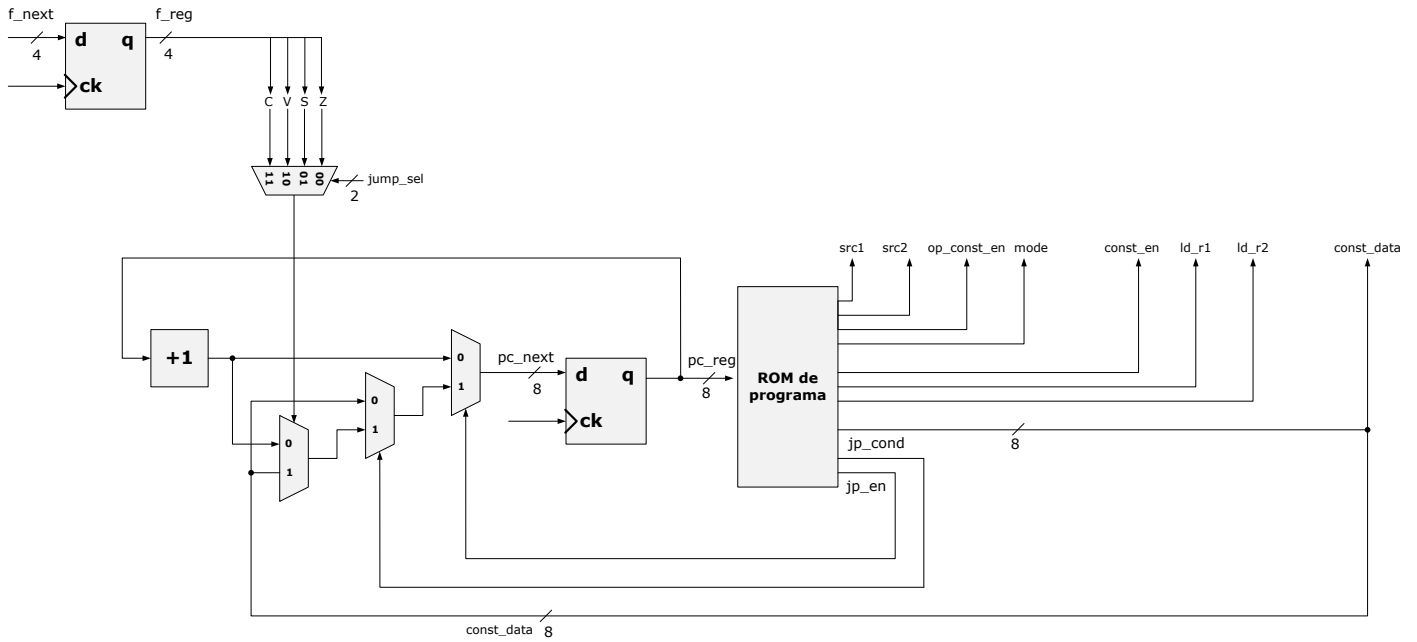 f_next
f_reg
d q
4
4
ck
C V S Z
11 10 01 00
jump_sel
2
src1 src2 op_const_en mode const_en ld_r1 ld_r2 const_data
+1
0
1
pc_next
8
d q
ck
pc_reg
8
ROM de
programa
0
1
0
1
jp_cond
8
jp_en
const_data 8